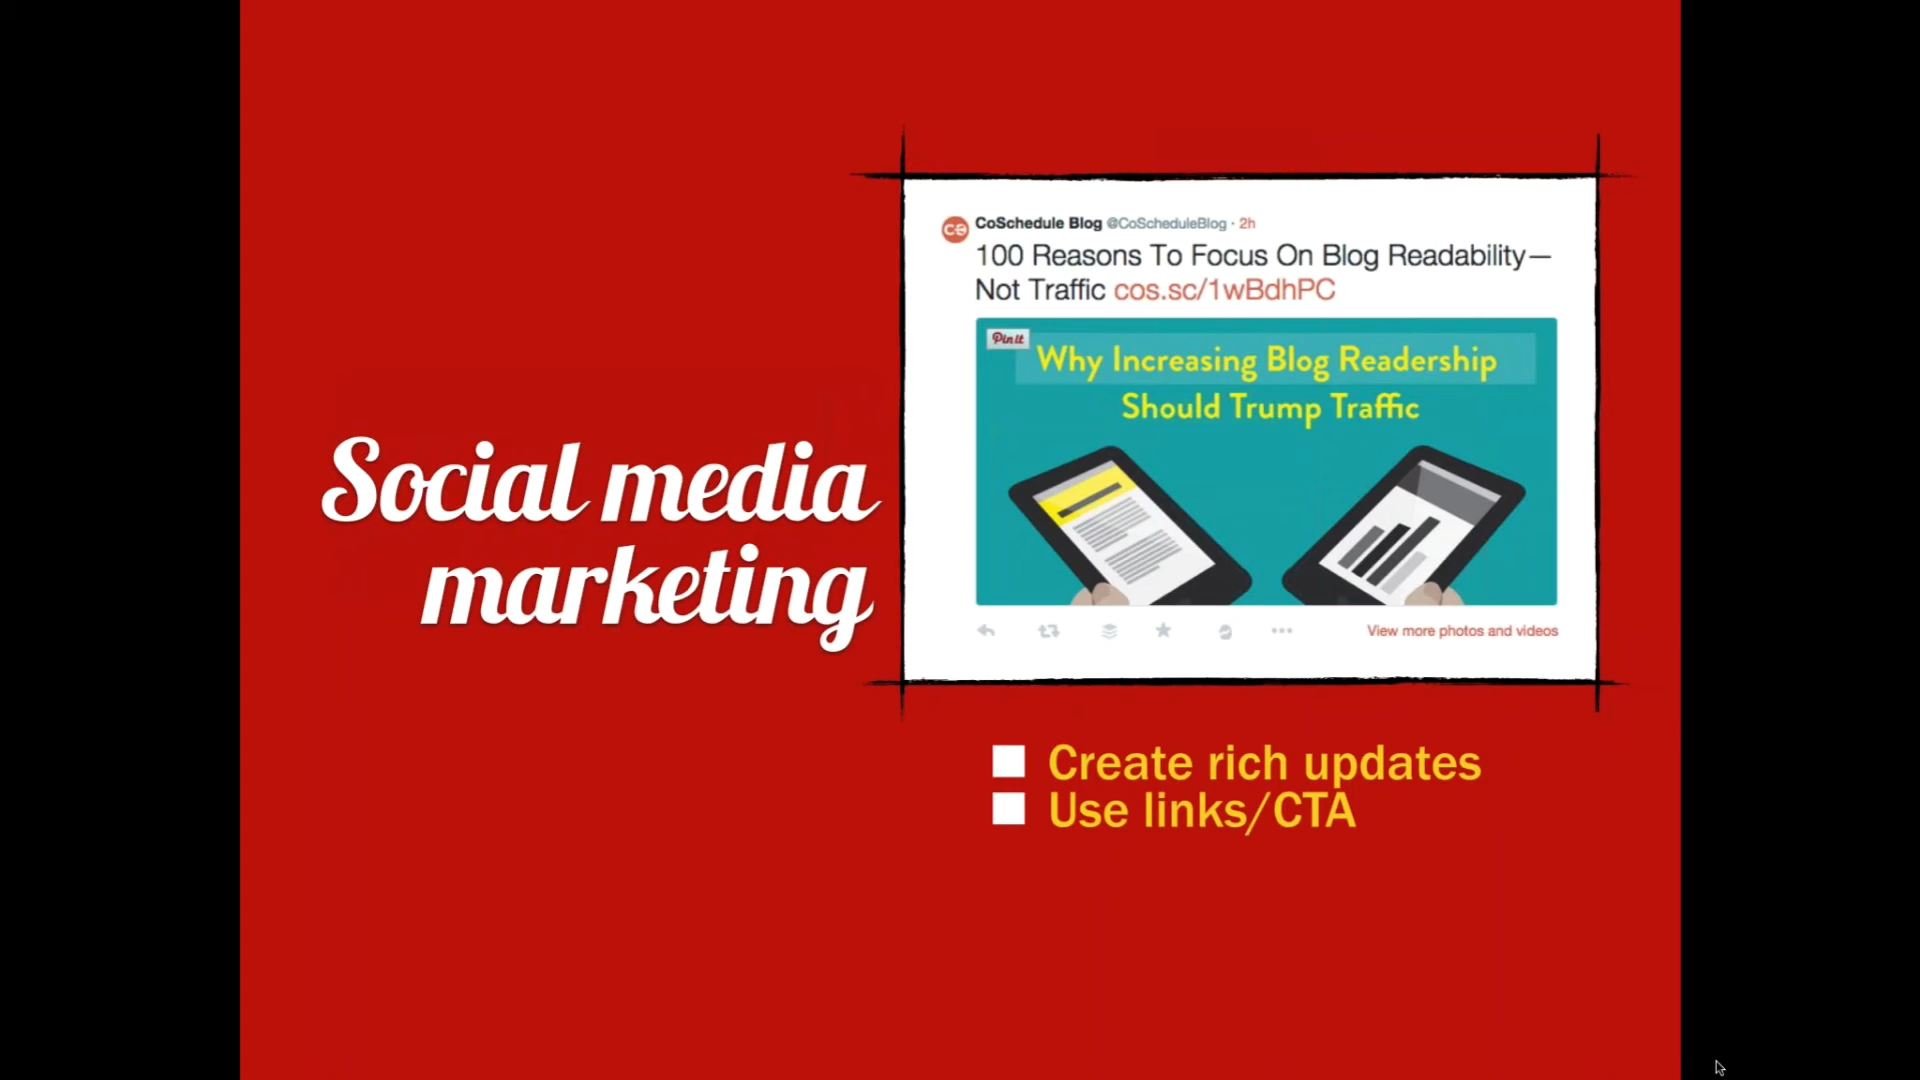 Social media
marketing
CoSchedule Blog @CoScheduleBlog · 2h
100 Reasons To Focus On Blog Readability—
Not Traffic cos.sc/1wBdhPC
Pin it
Why Increasing Blog Readership
Should Trump Traffic
View more photos and videos
Create rich updates
Use links/CTA